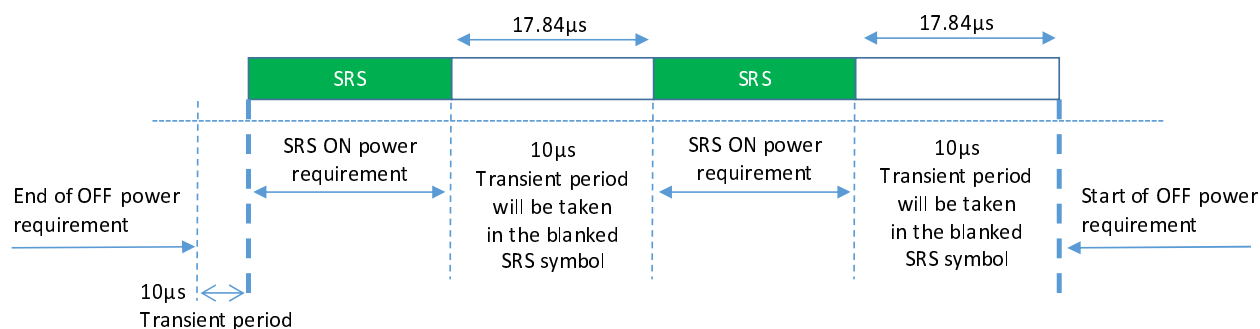 17.84µs
17.84µs
SRS
SRS
SRS ON power
requirement
10µs
Transient period
will be taken
in the blanked
SRS symbol
SRS ON power
requirement
10µs
Transient period
will be taken
in the blanked
SRS symbol
End of OFF power
requirement
Start of OFF power
requirement
10µs
Transient period